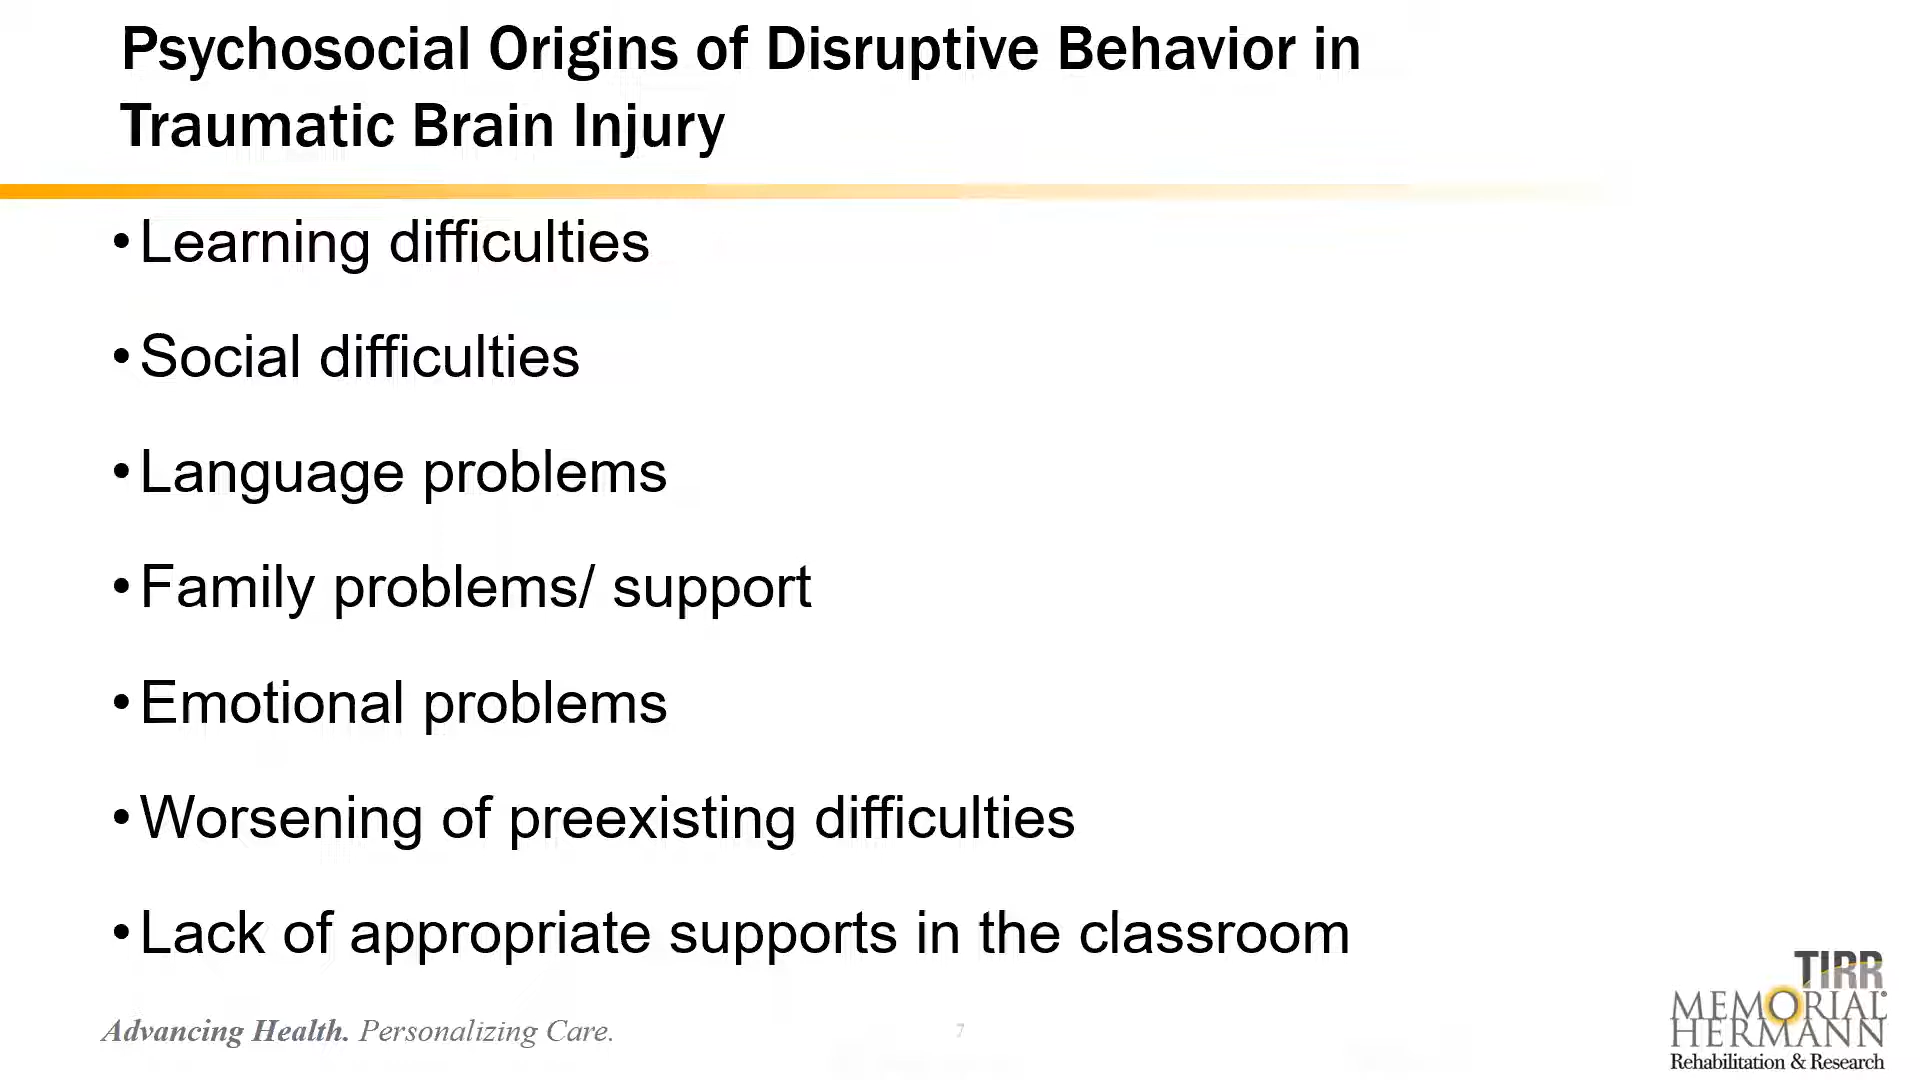 Psychosocial Origins of Disruptive Behavior in
Traumatic Brain Injury
•Learning difficulties
•Social difficulties
•Language problems
•Family problems/ support
•Emotional problems
•Worsening of preexisting difficulties
•Lack of appropriate supports in the classroom
Advancing Health. Personalizing Care.
7
TIRR
MEMORIAL®
HERMANN
Rehabilitation & Research